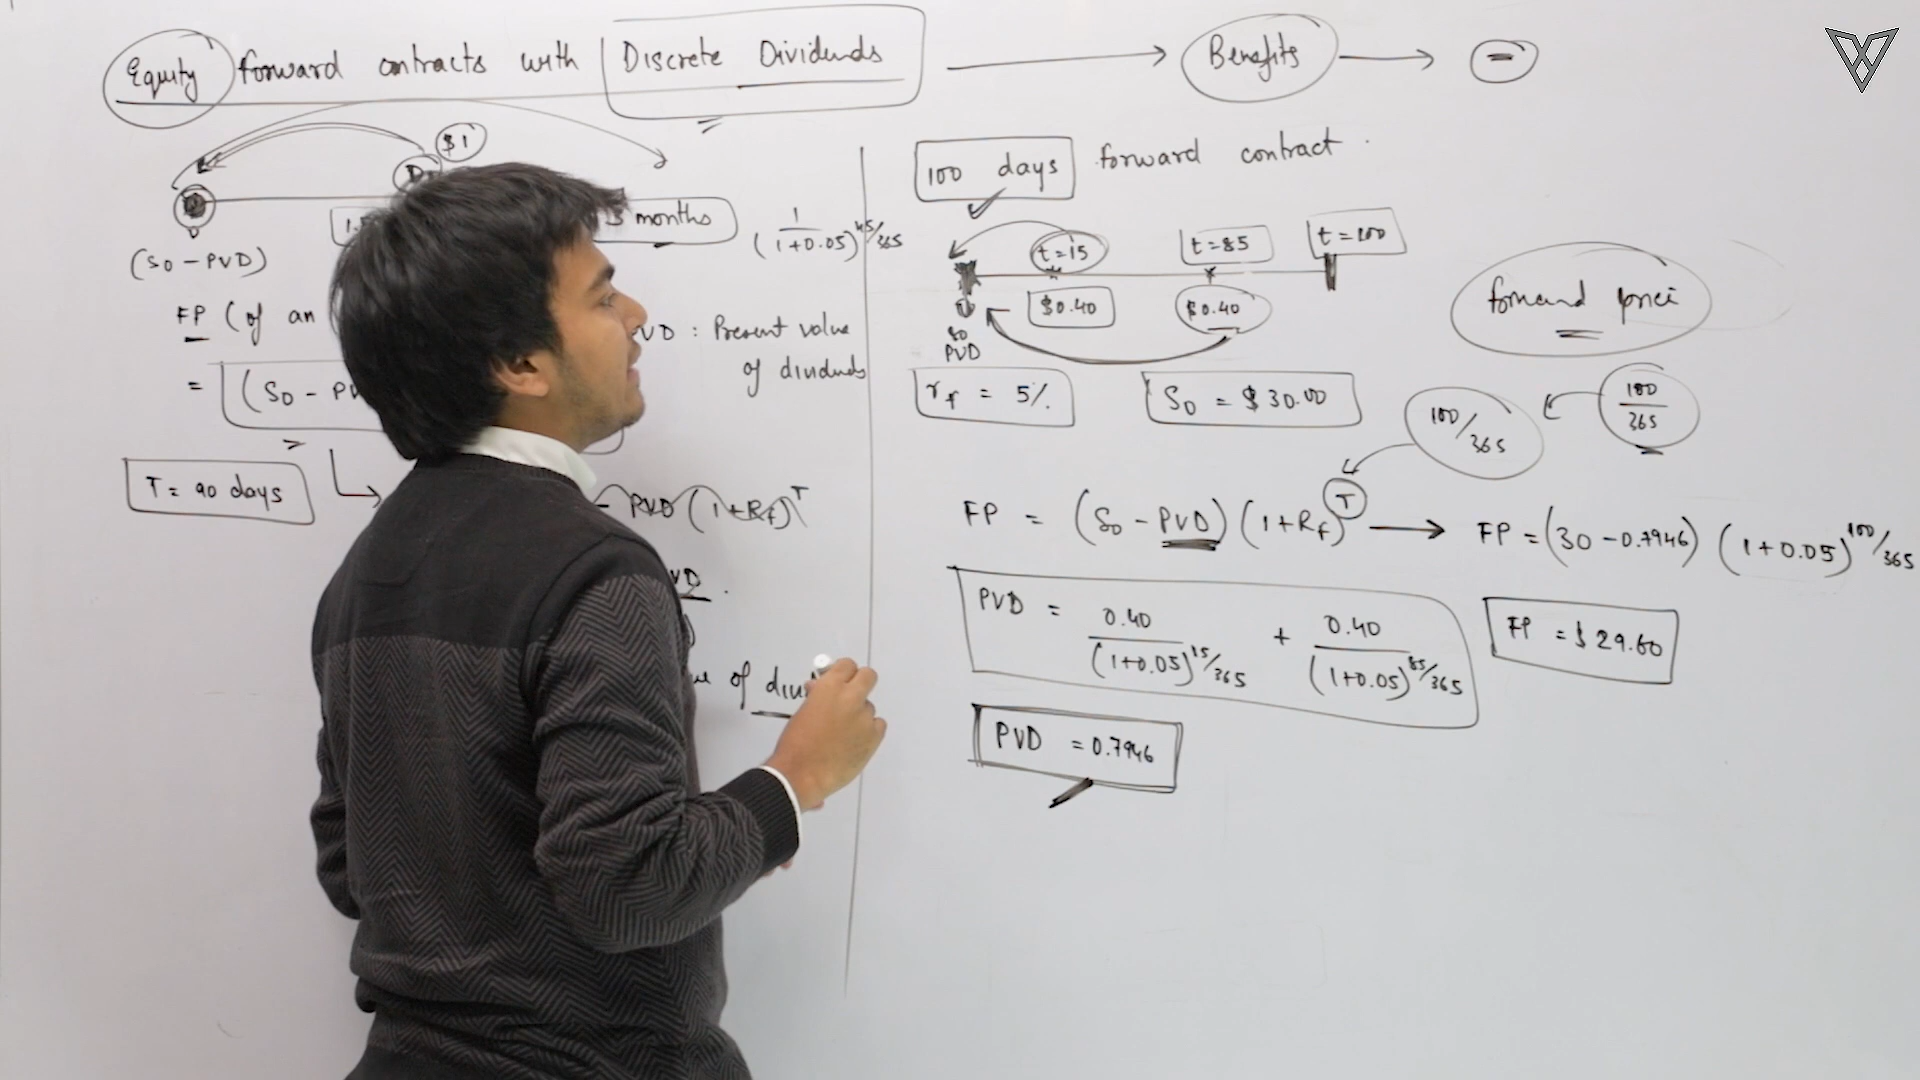 Equity forward contracts with Discrete Dividends
Benefits
$1
3 months
(S0 - PVD)
1/(1+0.05)^45/365
FP (of an
PVD : Present value
of dividends
= (S0 - PV
T = 90 days
- PVD (1+Rf)^T
of
100 days forward contract.
t=15 t=85 t=100
$0.40 $0.40
S0
PVD
forward price
rf = 5% S0 = $30.00
100/365 100/365
FP = (S0 - PVD) (1+Rf)^T → FP = (30 - 0.7946) (1+0.05)^100/365
PVD = 0.40/(1+0.05)^15/365 + 0.40/(1+0.05)^85/365
FP = $29.60
PVD = 0.7946